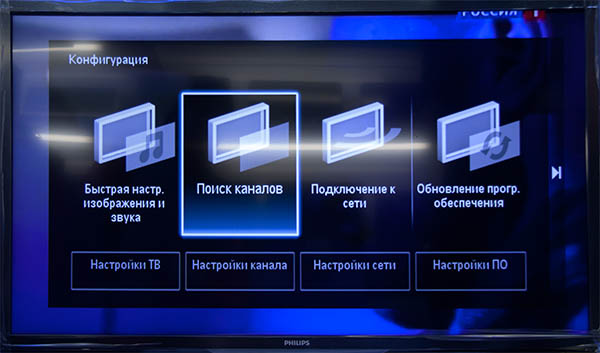 РОССИЯ 1
Конфигурация
Быстрая настр.
изображения и
звука
Поиск каналов
Подключение к
сети
Обновление прогр.
обеспечения
Настройки ТВ
Настройки канала
Настройки сети
Настройки ПО
PHILIPS